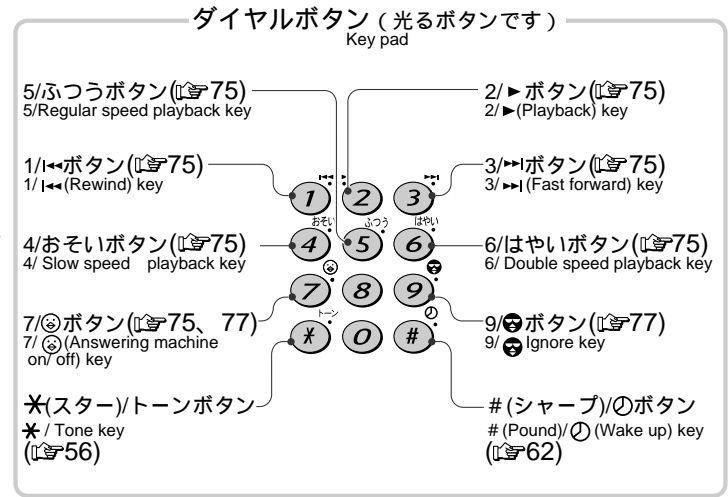 ダイヤルボタン（光るボタンです）
Key pad
5/ふつうボタン(☞75)
5/Regular speed playback key
2/►ボタン(☞75)
2/►(Playback) key
1/I◄◄ボタン(☞75)
1/I◄◄(Rewind) key
3/►►Iボタン(☞75)
3/►►I (Fast forward) key
4/おそいボタン(☞75)
4/ Slow speed playback key
6/はやいボタン(☞75)
6/ Double speed playback key
7/ボタン(☞75、77)
7/ (Answering machine
on/ off) key
9/ボタン(☞77)
9/ Ignore key
＊(スター)/トーンボタン
＊/ Tone key
(☞56)
#(シャープ)/ボタン
#(Pound)/ (Wake up) key
(☞62)
I◄◄ ► ►►I
1 2 3
おそい ふつう はやい
4 5 6
7 8 9
トーン
＊ 0 #